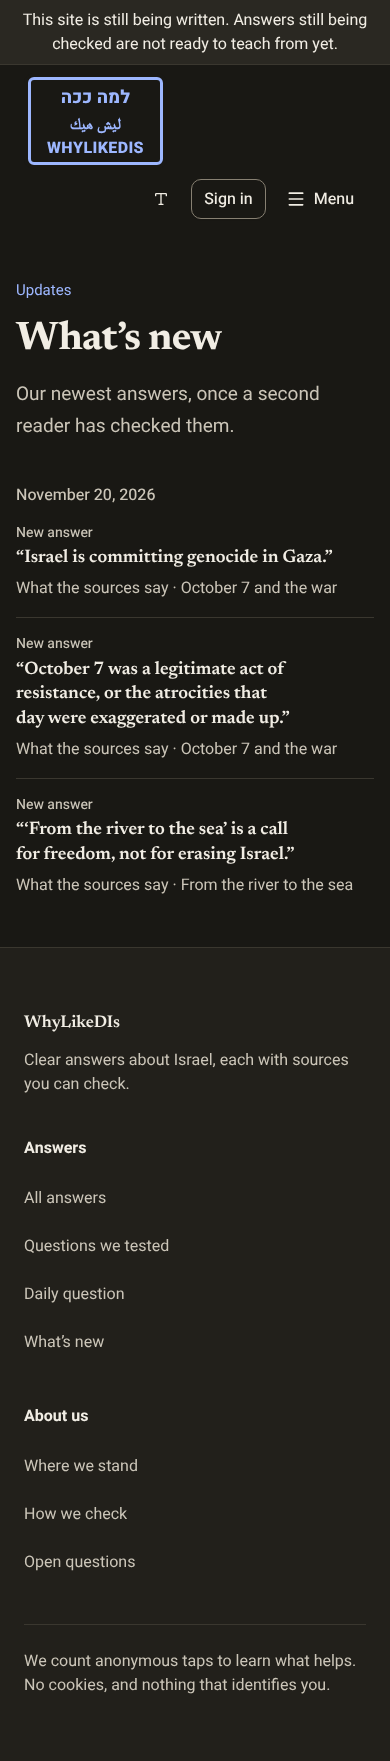 This site is still being written. Answers still being
checked are not ready to teach from yet.
למה ככה
ليش هيك
WHYLIKEDIS
T
Sign in
Menu
Updates
What’s new
Our newest answers, once a second
reader has checked them.
November 20, 2026
New answer
“Israel is committing genocide in Gaza.”
What the sources say · October 7 and the war
New answer
“October 7 was a legitimate act of
resistance, or the atrocities that
day were exaggerated or made up.”
What the sources say · October 7 and the war
New answer
“‘From the river to the sea’ is a call
for freedom, not for erasing Israel.”
What the sources say · From the river to the sea
WhyLikeDIs
Clear answers about Israel, each with sources
you can check.
Answers
All answers
Questions we tested
Daily question
What’s new
About us
Where we stand
How we check
Open questions
We count anonymous taps to learn what helps.
No cookies, and nothing that identifies you.